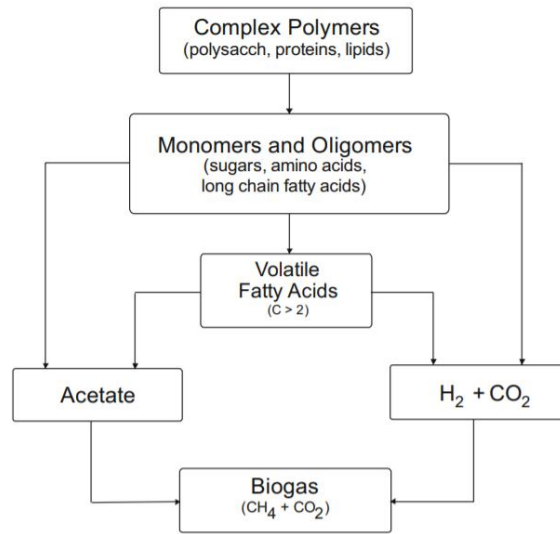 Complex Polymers
(polysacch, proteins, lipids)
Monomers and Oligomers
(sugars, amino acids,
long chain fatty acids)
Volatile
Fatty Acids
(C > 2)
Acetate
H₂ + CO₂
Biogas
(CH₄ + CO₂)